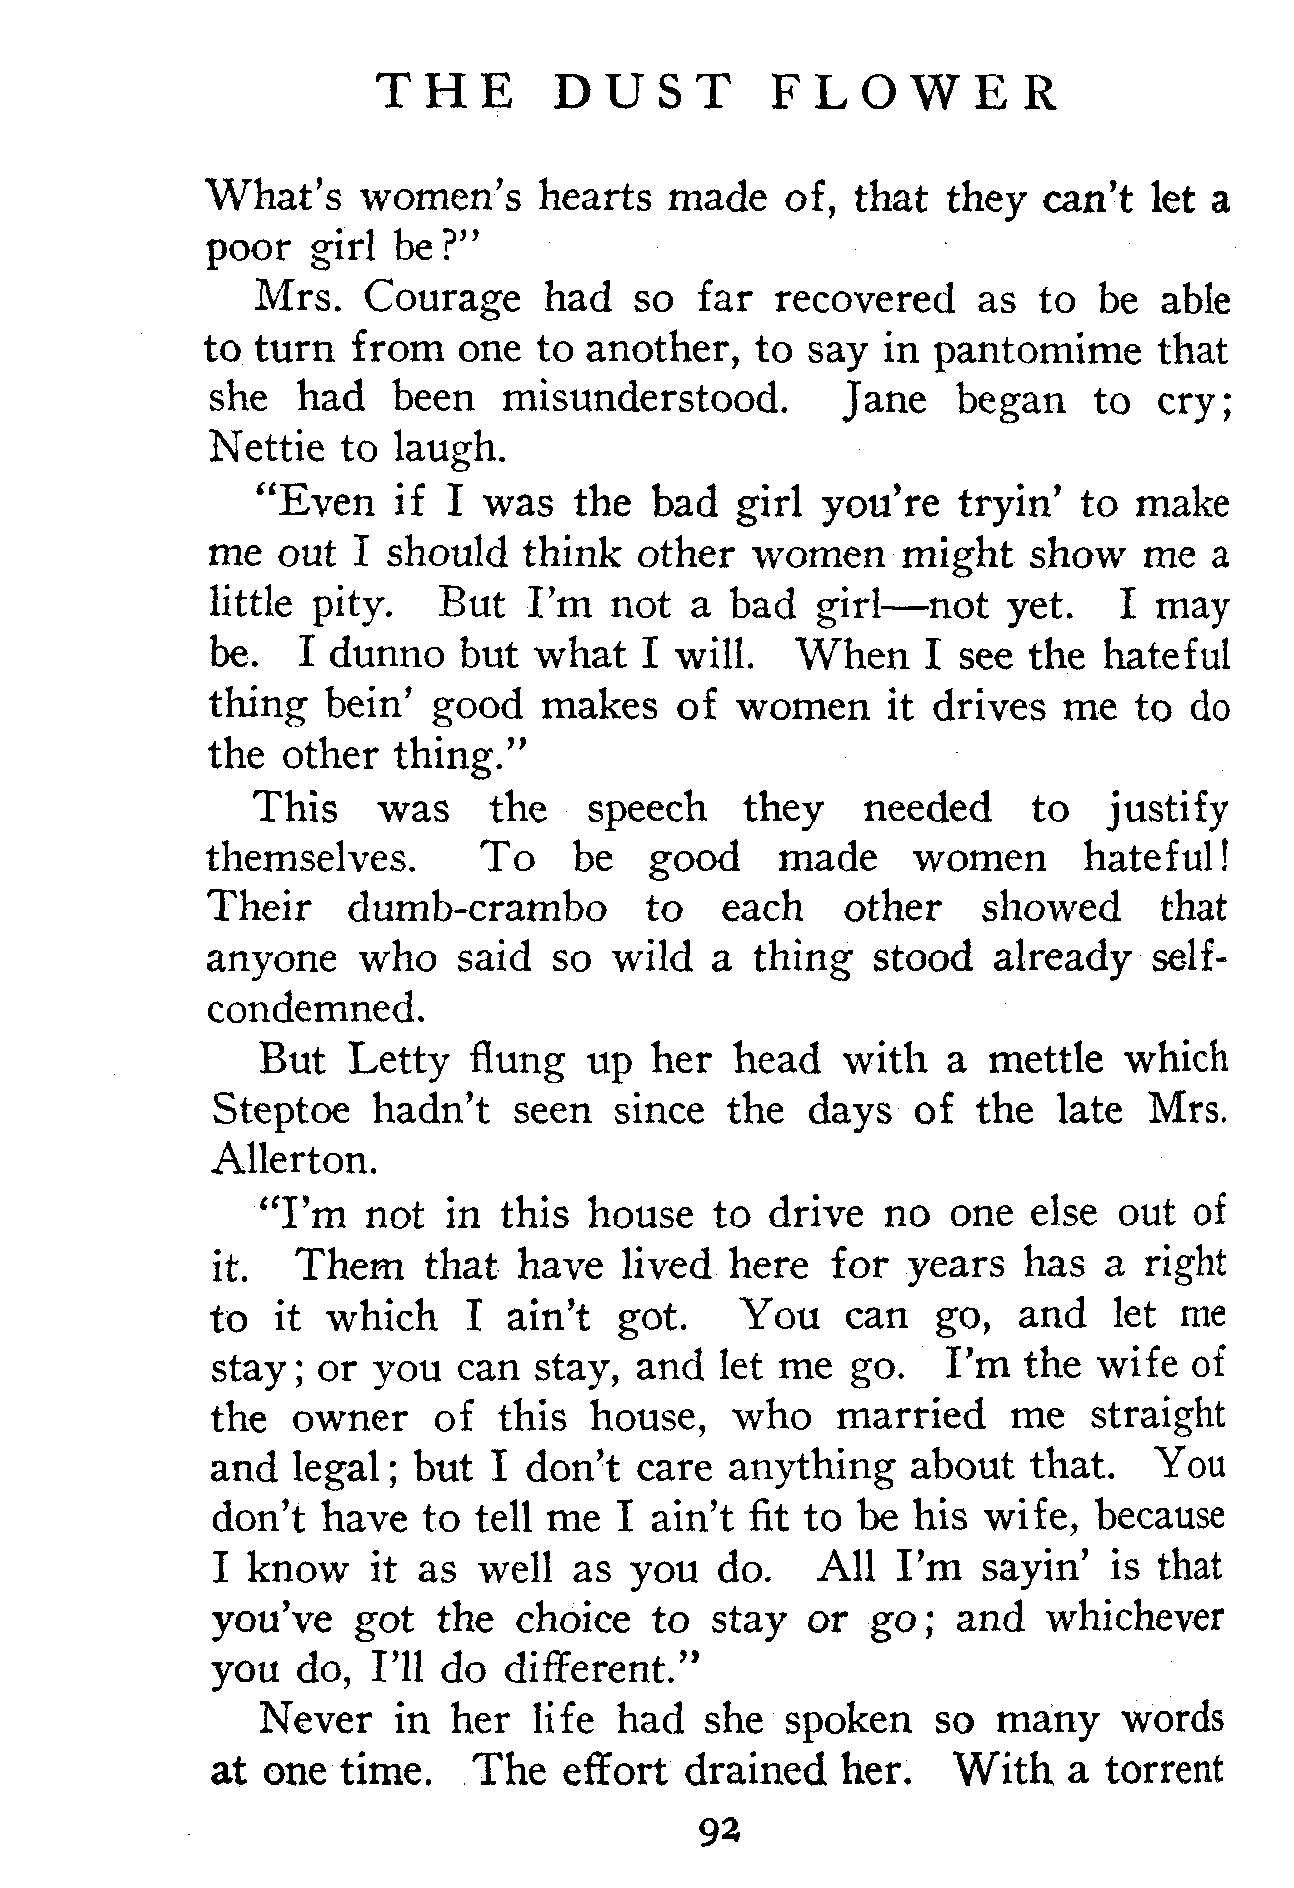 THE DUST FLOWER
What's women's hearts made of, that they can't let a
poor girl be?"
Mrs. Courage had so far recovered as to be able
to turn from one to another, to say in pantomime that
she had been misunderstood. Jane began to cry;
Nettie to laugh.
"Even if I was the bad girl you're tryin' to make
me out I should think other women might show me a
little pity. But I'm not a bad girl—not yet. I may
be. I dunno but what I will. When I see the hateful
thing bein' good makes of women it drives me to do
the other thing."
This was the speech they needed to justify
themselves. To be good made women hateful!
Their dumb-crambo to each other showed that
anyone who said so wild a thing stood already self-
condemned.
But Letty flung up her head with a mettle which
Steptoe hadn't seen since the days of the late Mrs.
Allerton.
"I'm not in this house to drive no one else out of
it. Them that have lived here for years has a right
to it which I ain't got. You can go, and let me
stay; or you can stay, and let me go. I'm the wife of
the owner of this house, who married me straight
and legal; but I don't care anything about that. You
don't have to tell me I ain't fit to be his wife, because
I know it as well as you do. All I'm sayin' is that
you've got the choice to stay or go; and whichever
you do, I'll do different."
Never in her life had she spoken so many words
at one time. The effort drained her. With a torrent
92